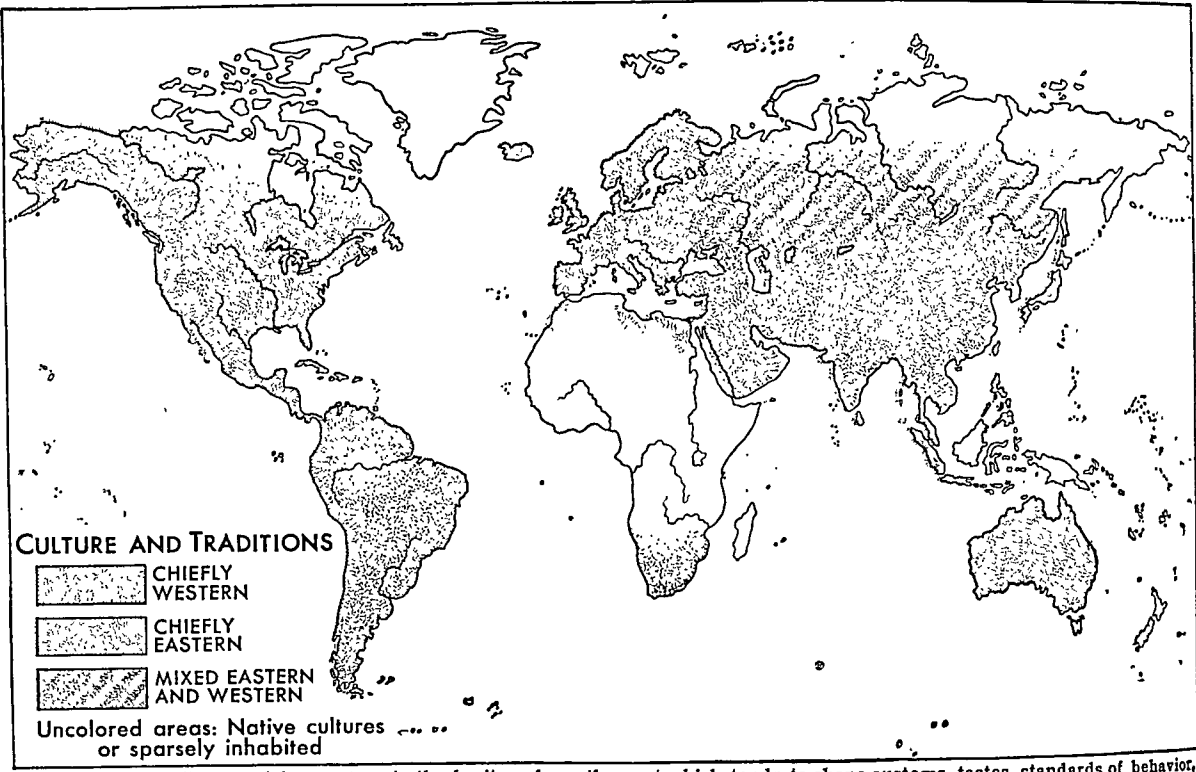 CULTURE AND TRADITIONS
CHIEFLY
WESTERN
CHIEFLY
EASTERN
MIXED EASTERN
AND WESTERN
Uncolored areas: Native cultures
or sparsely inhabited
systems, tastes, standards of behavior,